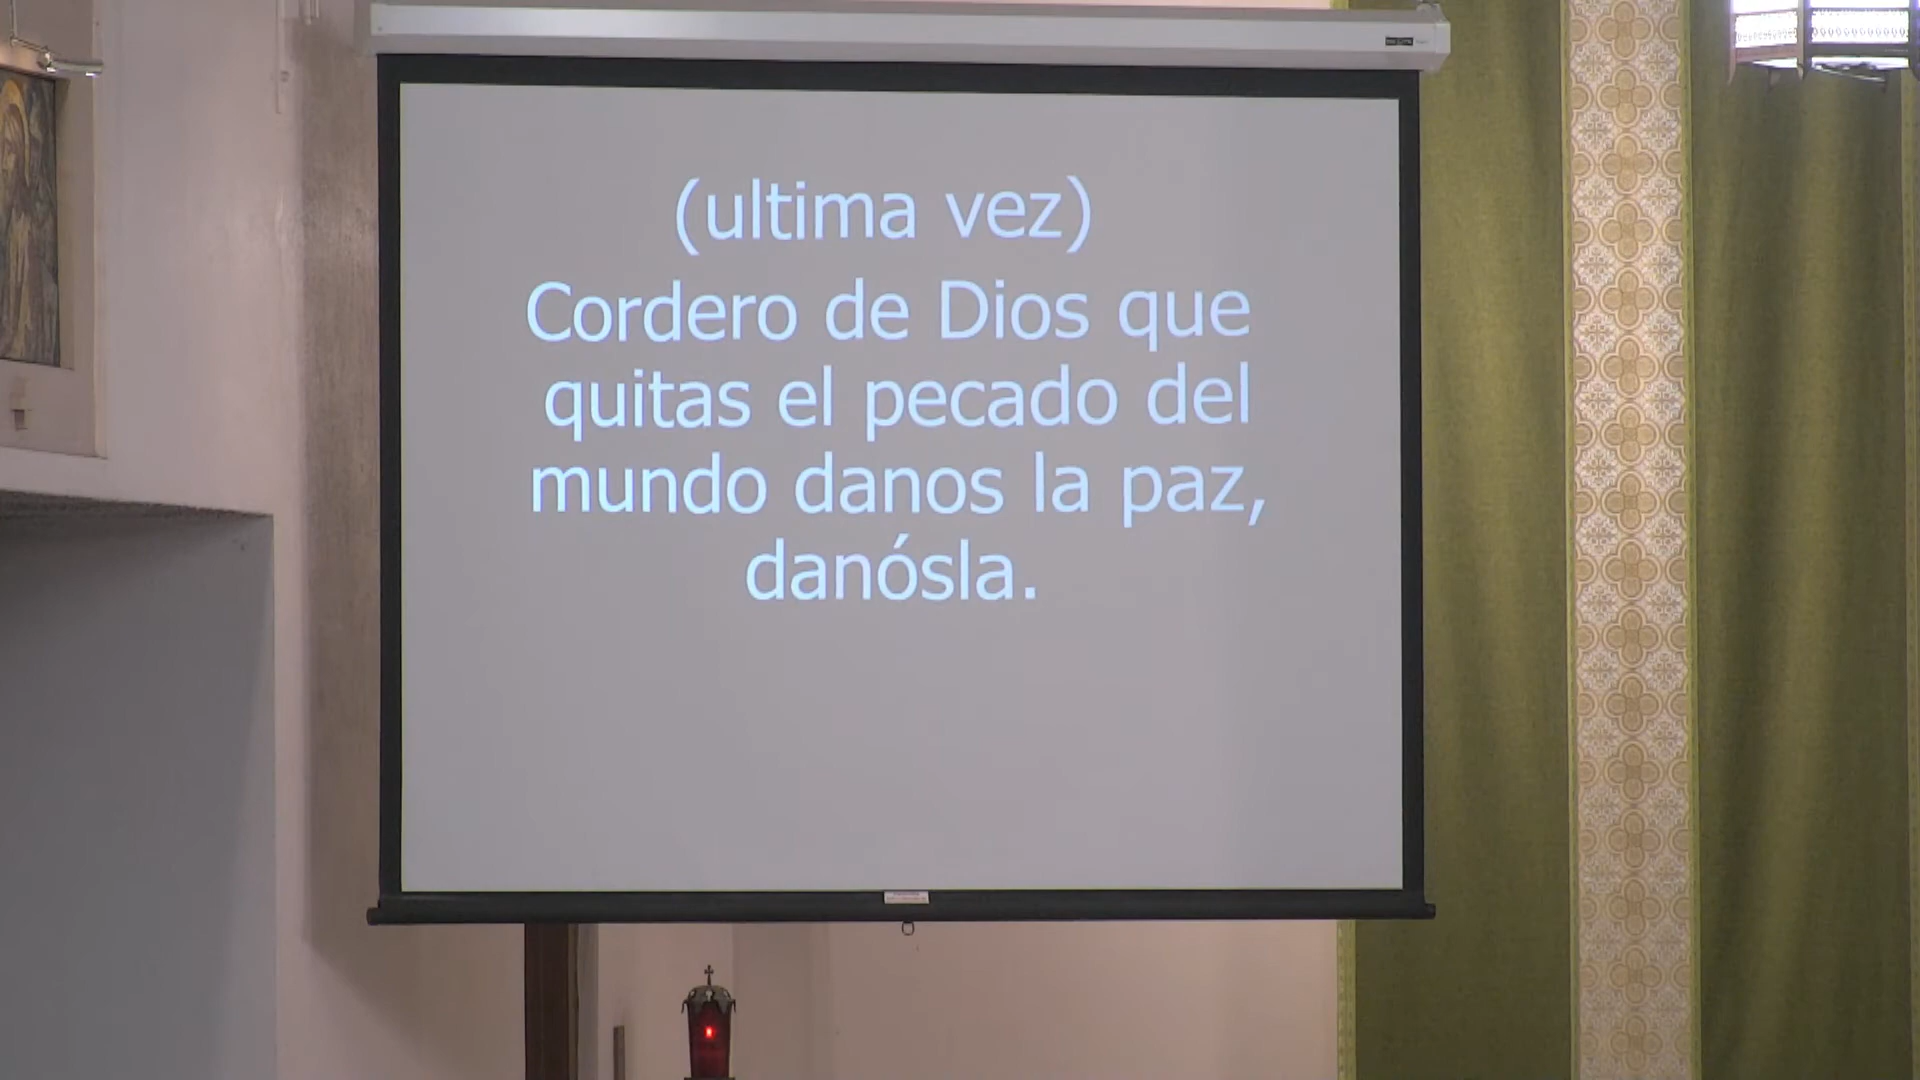 (ultima vez)
Cordero de Dios que
quitas el pecado del
mundo danos la paz,
danósla.